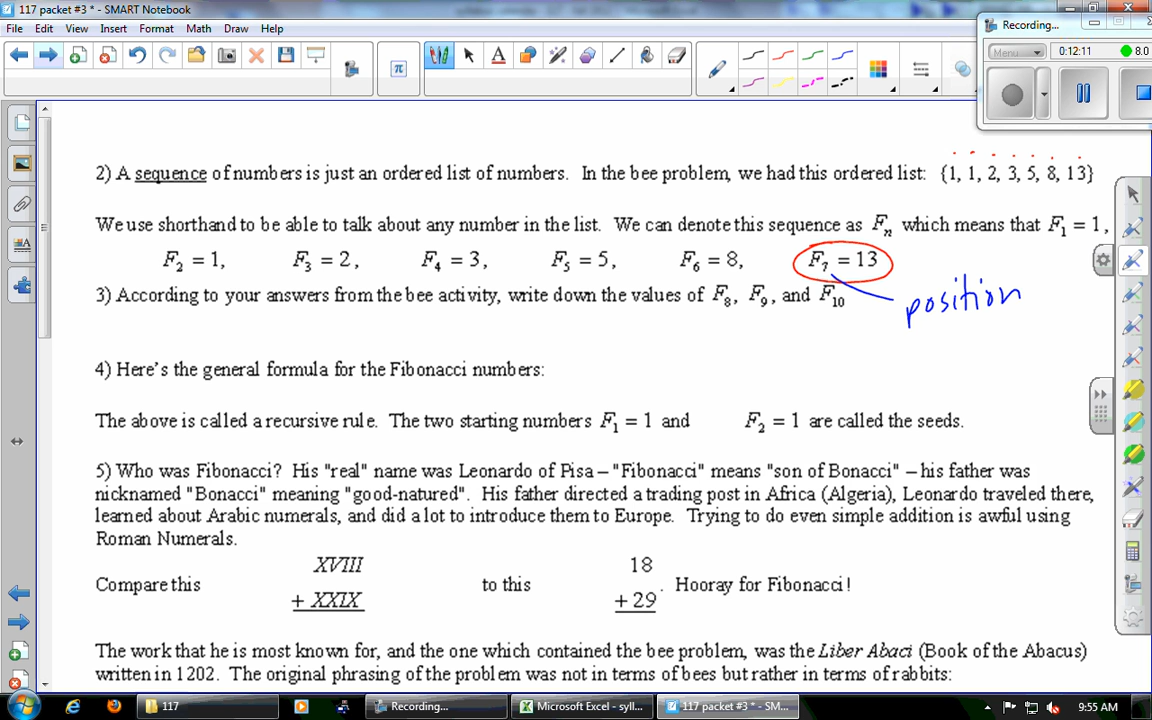 117 packet #3 * - SMART Notebook
File Edit View Insert Format Math Draw Help
Recording...
Menu
0:12:11
8.0
π
A
2) A sequence of numbers is just an ordered list of numbers. In the bee problem, we had this ordered list: {1, 1, 2, 3, 5, 8, 13}
We use shorthand to be able to talk about any number in the list. We can denote this sequence as Fₙ which means that F₁ = 1,
F₂ = 1, F₃ = 2, F₄ = 3, F₅ = 5, F₆ = 8, F₇ = 13
3) According to your answers from the bee activity, write down the values of F₈, F₉, and F₁₀
position
4) Here's the general formula for the Fibonacci numbers:
The above is called a recursive rule. The two starting numbers F₁ = 1 and F₂ = 1 are called the seeds.
5) Who was Fibonacci? His "real" name was Leonardo of Pisa – "Fibonacci" means "son of Bonacci" – his father was
nicknamed "Bonacci" meaning "good-natured". His father directed a trading post in Africa (Algeria), Leonardo traveled there,
learned about Arabic numerals, and did a lot to introduce them to Europe. Trying to do even simple addition is awful using
Roman Numerals.
XVIII 18
Compare this to this . Hooray for Fibonacci!
+ XXIX + 29
The work that he is most known for, and the one which contained the bee problem, was the Liber Abaci (Book of the Abacus)
written in 1202. The original phrasing of the problem was not in terms of bees but rather in terms of rabbits:
117 Recording... Microsoft Excel - syll... 117 packet #3 * - SM... 9:55 AM